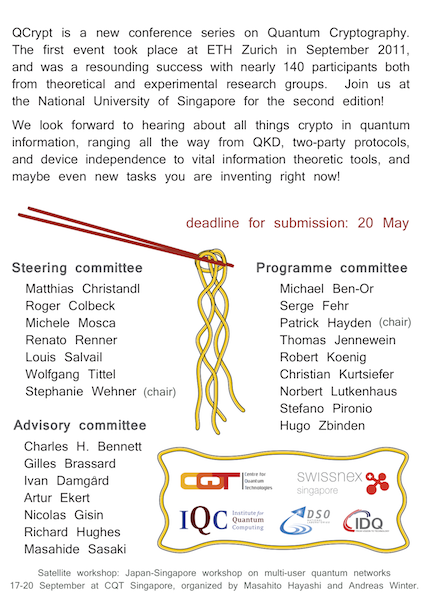 QCrypt is a new conference series on Quantum Cryptography.
The first event took place at ETH Zurich in September 2011,
and was a resounding success with nearly 140 participants both
from theoretical and experimental research groups. Join us at
the National University of Singapore for the second edition!
We look forward to hearing about all things crypto in quantum
information, ranging all the way from QKD, two-party protocols,
and device independence to vital information theoretic tools, and
maybe even new tasks you are inventing right now!
deadline for submission: 20 May
Steering committee
Matthias Christandl
Roger Colbeck
Michele Mosca
Renato Renner
Louis Salvail
Wolfgang Tittel
Stephanie Wehner (chair)
Programme committee
Michael Ben-Or
Serge Fehr
Patrick Hayden (chair)
Thomas Jennewein
Robert Koenig
Christian Kurtsiefer
Norbert Lutkenhaus
Stefano Pironio
Hugo Zbinden
Advisory committee
Charles H. Bennett
Gilles Brassard
Ivan Damgård
Artur Ekert
Nicolas Gisin
Richard Hughes
Masahide Sasaki
CQT
Centre for
Quantum
Technologies
swissnex
singapore
IQC
Institute for
Quantum
Computing
DSO
IDQ
Satellite workshop: Japan-Singapore workshop on multi-user quantum networks
17-20 September at CQT Singapore, organized by Masahito Hayashi and Andreas Winter.